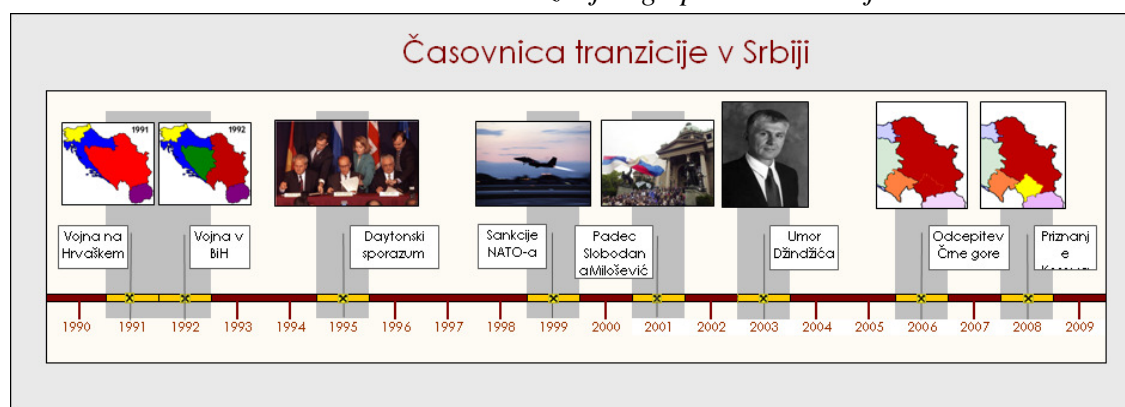 Časovnica tranzicije v Srbiji
1991
1992
Vojna na
Hrvaškem
Vojna v
BiH
Daytonski
sporazum
Sankcije
NATO-a
Padec
Slobodan
aMilošević
Umor
Džindžića
Odcepitev
Črne gore
Priznanj
e
1990 1991 1992 1993 1994 1995 1996 1997 1998 1999 2000 2001 2002 2003 2004 2005 2006 2007 2008 2009